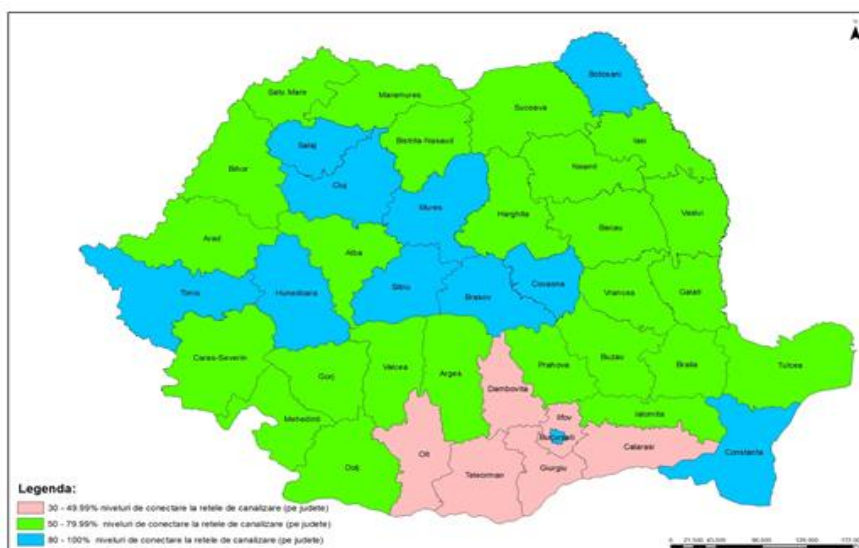 Botosani
Satu Mare
Maramures
Suceava
Salaj
Bistrita-Nasaud
Iasi
Bihor
Cluj
Neamt
Mures
Harghita
Vaslui
Bacau
Arad
Alba
Timis
Hunedoara
Sibiu
Brasov
Covasna
Vrancea
Galati
Caras-Severin
Gorj
Valcea
Arges
Prahova
Buzau
Braila
Tulcea
Dambovita
Mehedinti
Ilfov
Ialomita
Bucuresti
Olt
Calarasi
Constanta
Dolj
Teleorman
Giurgiu
Legenda:
30 - 49.99% niveluri de conectare la retele de canalizare (pe judete)
50 - 79.99% niveluri de conectare la retele de canalizare (pe judete)
80 - 100% niveluri de conectare la retele de canalizare (pe judete)